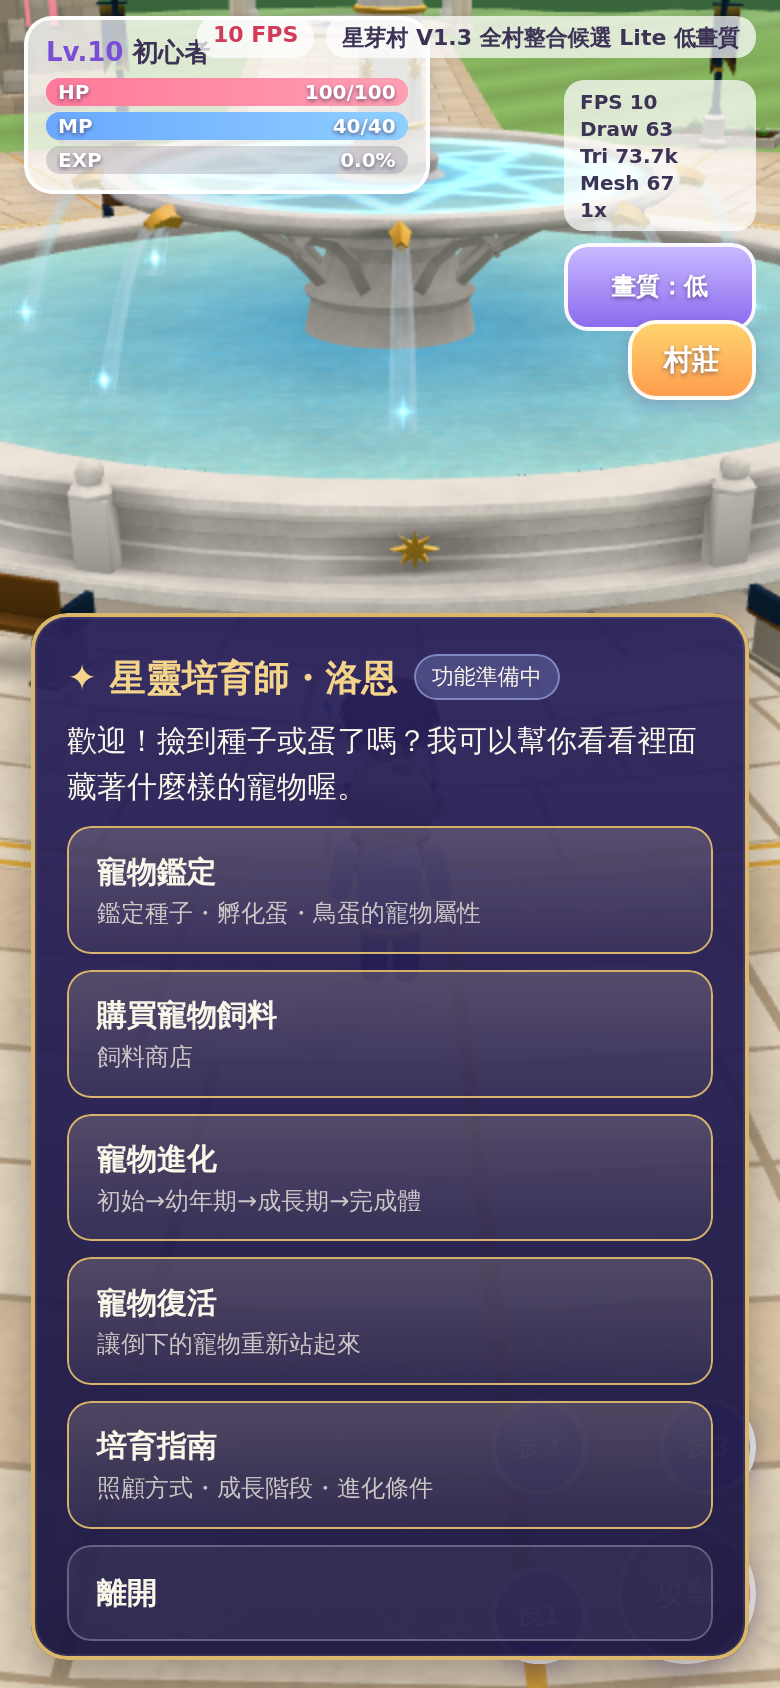 Lv.10 初心者
10 FPS
星芽村 V1.3 全村整合候選 Lite 低畫質
HP 100/100
MP 40/40
EXP 0.0%
FPS 10
Draw 63
Tri 73.7k
Mesh 67
1x
畫質：低
村莊
✦ 星靈培育師・洛恩 功能準備中
歡迎！撿到種子或蛋了嗎？我可以幫你看看裡面
藏著什麼樣的寵物喔。
寵物鑑定
鑑定種子・孵化蛋・鳥蛋的寵物屬性
購買寵物飼料
飼料商店
寵物進化
初始→幼年期→成長期→完成體
寵物復活
讓倒下的寵物重新站起來
培育指南
照顧方式・成長階段・進化條件
技2
技3
離開
技1
攻擊